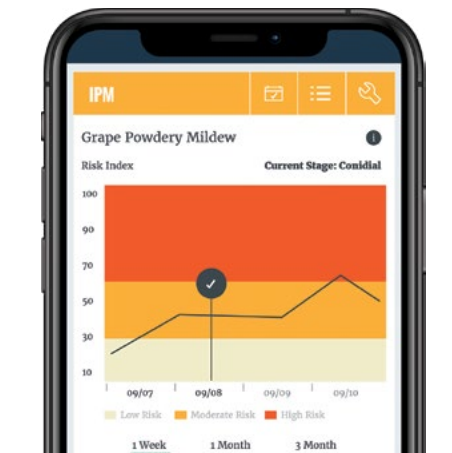 IPM
Grape Powdery Mildew
Risk Index Current Stage: Conidial
100
90
70
50
30
10
09/07 09/08 09/09 09/10
Low Risk Moderate Risk High Risk
1 Week 1 Month 3 Month